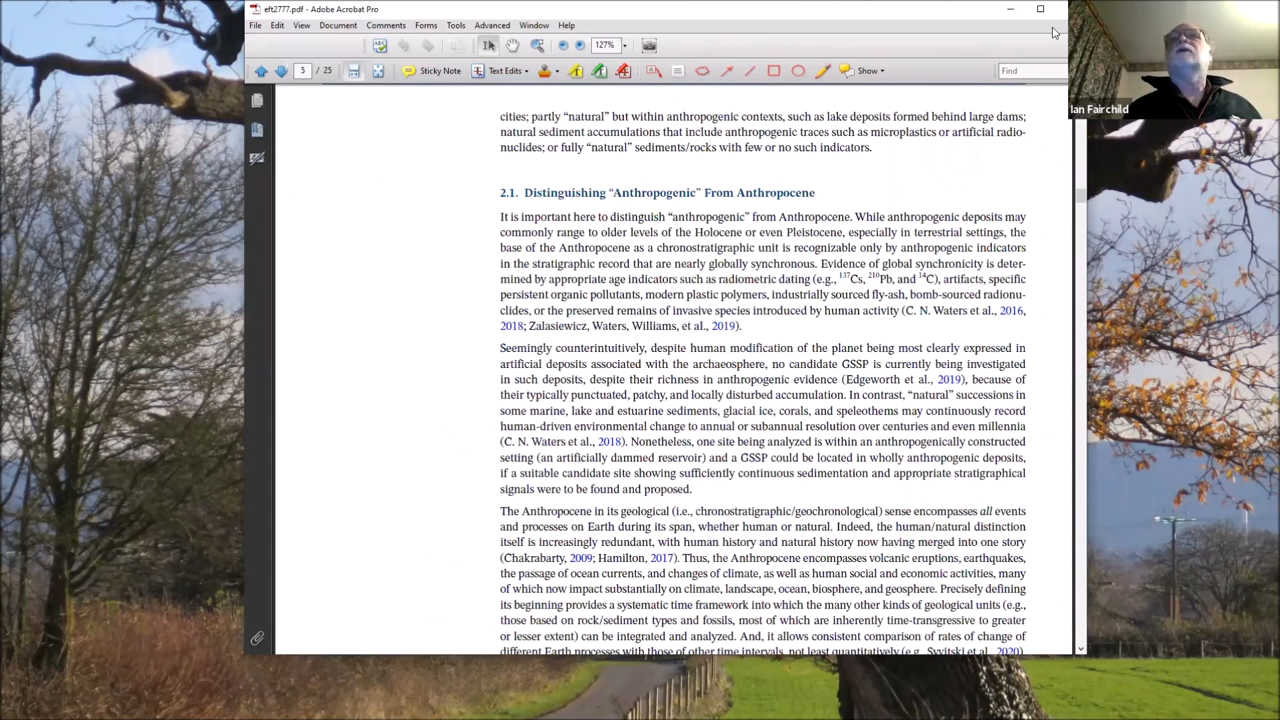 eft2777.pdf - Adobe Acrobat Pro
File Edit View Document Comments Forms Tools Advanced Window Help
127%
5 / 25 Sticky Note Text Edits Show Find
Ian Fairchild
cities; partly “natural” but within anthropogenic contexts, such as lake deposits formed behind large dams;
natural sediment accumulations that include anthropogenic traces such as microplastics or artificial radio-
nuclides; or fully “natural” sediments/rocks with few or no such indicators.
2.1. Distinguishing “Anthropogenic” From Anthropocene
It is important here to distinguish “anthropogenic” from Anthropocene. While anthropogenic deposits may
commonly range to older levels of the Holocene or even Pleistocene, especially in terrestrial settings, the
base of the Anthropocene as a chronostratigraphic unit is recognizable only by anthropogenic indicators
in the stratigraphic record that are nearly globally synchronous. Evidence of global synchronicity is deter-
mined by appropriate age indicators such as radiometric dating (e.g., ¹³⁷Cs, ²¹⁰Pb, and ¹⁴C), artifacts, specific
persistent organic pollutants, modern plastic polymers, industrially sourced fly-ash, bomb-sourced radionu-
clides, or the preserved remains of invasive species introduced by human activity (C. N. Waters et al., 2016,
2018; Zalasiewicz, Waters, Williams, et al., 2019).
Seemingly counterintuitively, despite human modification of the planet being most clearly expressed in
artificial deposits associated with the archaeosphere, no candidate GSSP is currently being investigated
in such deposits, despite their richness in anthropogenic evidence (Edgeworth et al., 2019), because of
their typically punctuated, patchy, and locally disturbed accumulation. In contrast, “natural” successions in
some marine, lake and estuarine sediments, glacial ice, corals, and speleothems may continuously record
human-driven environmental change to annual or subannual resolution over centuries and even millennia
(C. N. Waters et al., 2018). Nonetheless, one site being analyzed is within an anthropogenically constructed
setting (an artificially dammed reservoir) and a GSSP could be located in wholly anthropogenic deposits,
if a suitable candidate site showing sufficiently continuous sedimentation and appropriate stratigraphical
signals were to be found and proposed.
The Anthropocene in its geological (i.e., chronostratigraphic/geochronological) sense encompasses all events
and processes on Earth during its span, whether human or natural. Indeed, the human/natural distinction
itself is increasingly redundant, with human history and natural history now having merged into one story
(Chakrabarty, 2009; Hamilton, 2017). Thus, the Anthropocene encompasses volcanic eruptions, earthquakes,
the passage of ocean currents, and changes of climate, as well as human social and economic activities, many
of which now impact substantially on climate, landscape, ocean, biosphere, and geosphere. Precisely defining
its beginning provides a systematic time framework into which the many other kinds of geological units (e.g.,
those based on rock/sediment types and fossils, most of which are inherently time-transgressive to greater
or lesser extent) can be integrated and analyzed. And, it allows consistent comparison of rates of change of
different Earth processes with those of other time intervals, not least quantitatively (e.g., Syvitski et al., 2020).